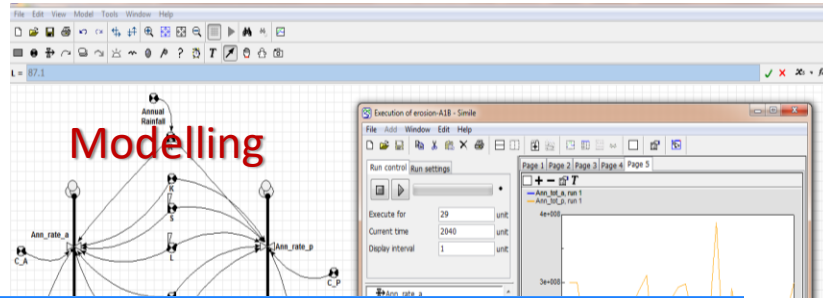 File Edit View Model Tools Window Help
L = 87.1
Annual
Rainfall
Modelling
K
S
L
Ann_rate_a
Ann_rate_p
C_A
C_P
Execution of erosion-A1B - Simile
File Add Window Edit Help
Run control Run settings
Execute for 29 unit
Current time 2040 unit
Display interval 1 unit
Ann_rate_a
Page 1 Page 2 Page 3 Page 4 Page 5
Ann_tot_a, run 1
Ann_tot_p, run 1
4e+000
3e+000